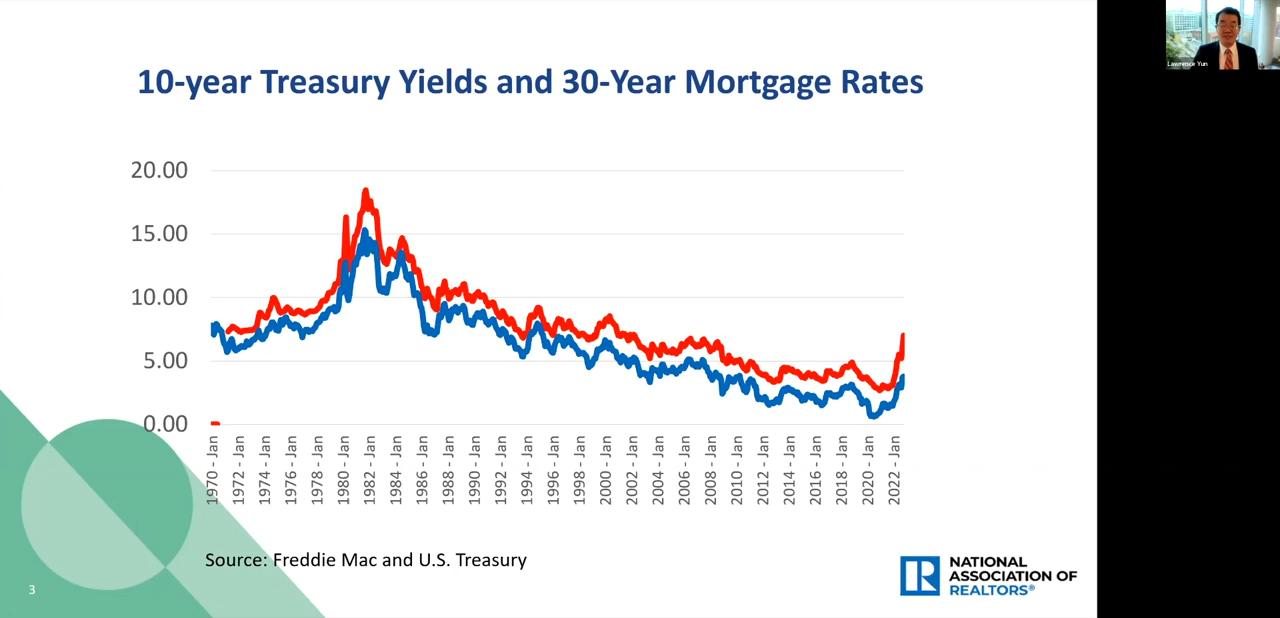 10-year Treasury Yields and 30-Year Mortgage Rates
Lawrence Yun
20.00
15.00
10.00
5.00
0.00
1970 - Jan
1972 - Jan
1974 - Jan
1976 - Jan
1978 - Jan
1980 - Jan
1982 - Jan
1984 - Jan
1986 - Jan
1988 - Jan
1990 - Jan
1992 - Jan
1994 - Jan
1996 - Jan
1998 - Jan
2000 - Jan
2002 - Jan
2004 - Jan
2006 - Jan
2008 - Jan
2010 - Jan
2012 - Jan
2014 - Jan
2016 - Jan
2018 - Jan
2020 - Jan
2022 - Jan
Source: Freddie Mac and U.S. Treasury
3
R
NATIONAL
ASSOCIATION OF
REALTORS®